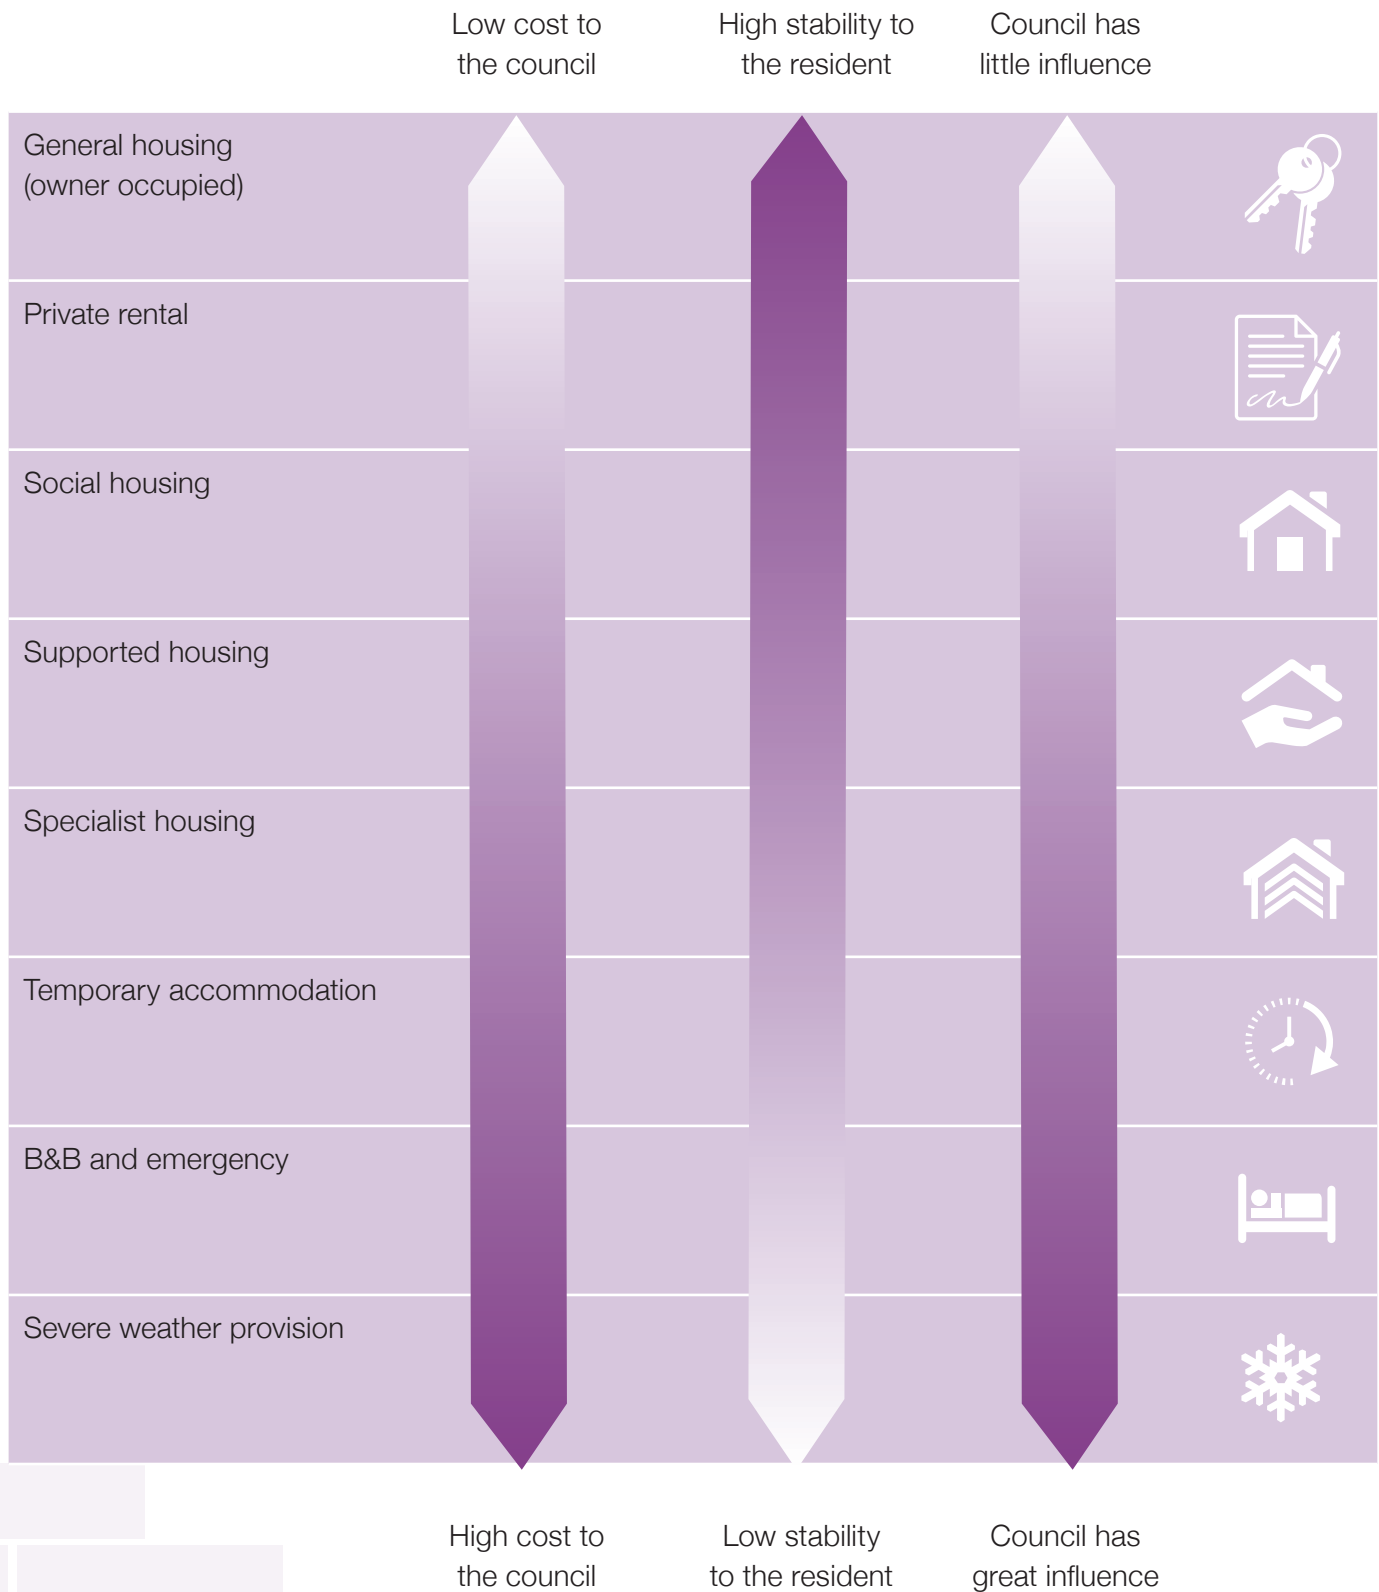 Low cost to
the council
High stability to
the resident
Council has
little influence
General housing
(owner occupied)
Private rental
Social housing
Supported housing
Specialist housing
Temporary accommodation
B&B and emergency
Severe weather provision
High cost to
the council
Low stability
to the resident
Council has
great influence